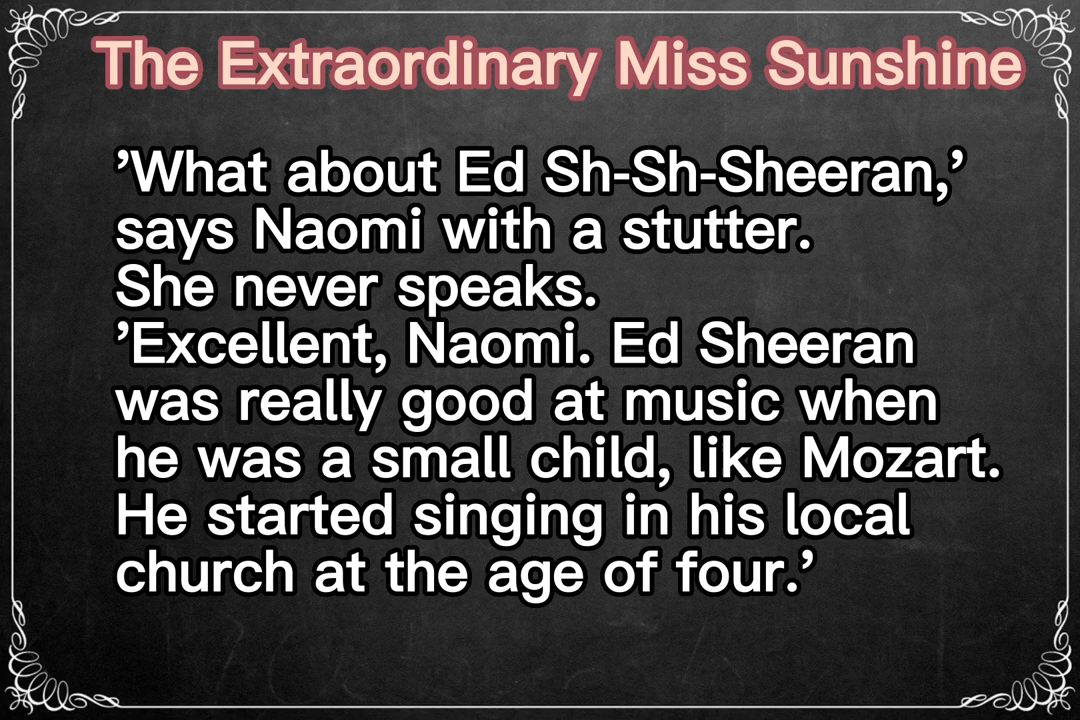 The Extraordinary Miss Sunshine
’What about Ed Sh-Sh-Sheeran,’
says Naomi with a stutter.
She never speaks.
’Excellent, Naomi. Ed Sheeran
was really good at music when
he was a small child, like Mozart.
He started singing in his local
church at the age of four.’